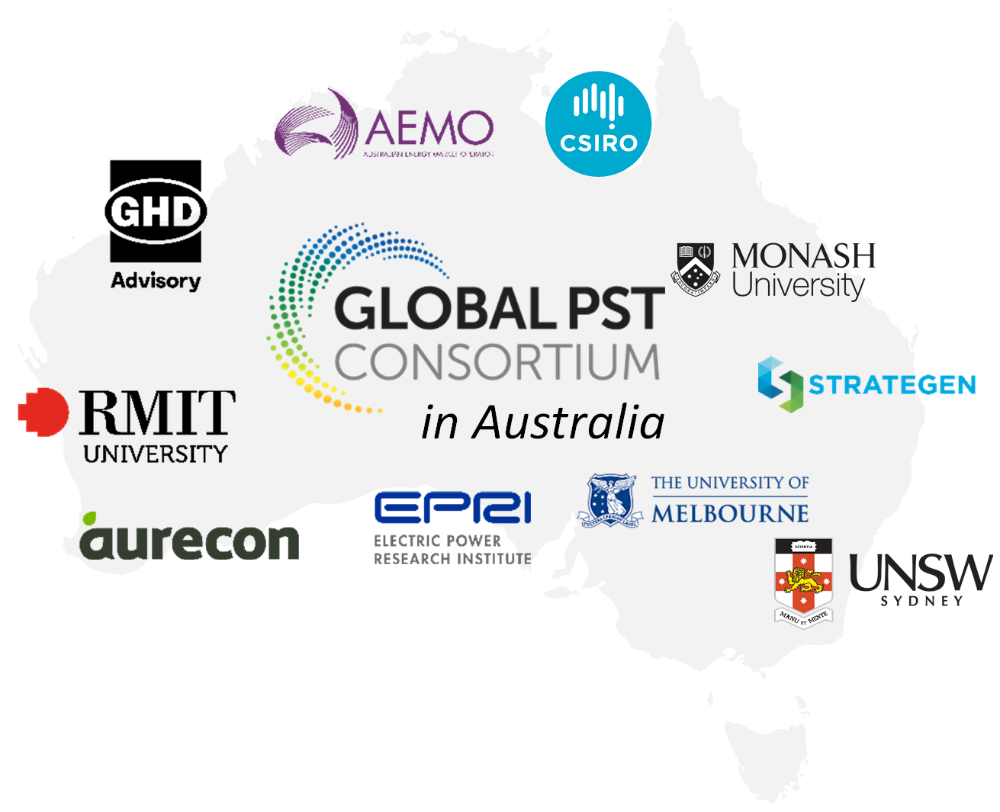 AEMO
AUSTRALIAN ENERGY MARKET OPERATOR
CSIRO
GHD
Advisory
MONASH
University
GLOBAL PST
CONSORTIUM
in Australia
STRATEGEN
RMIT
UNIVERSITY
THE UNIVERSITY OF
MELBOURNE
EPRI
ELECTRIC POWER
RESEARCH INSTITUTE
aurecon
SCIENTIA
UNSW
SYDNEY
MANU ET MENTE